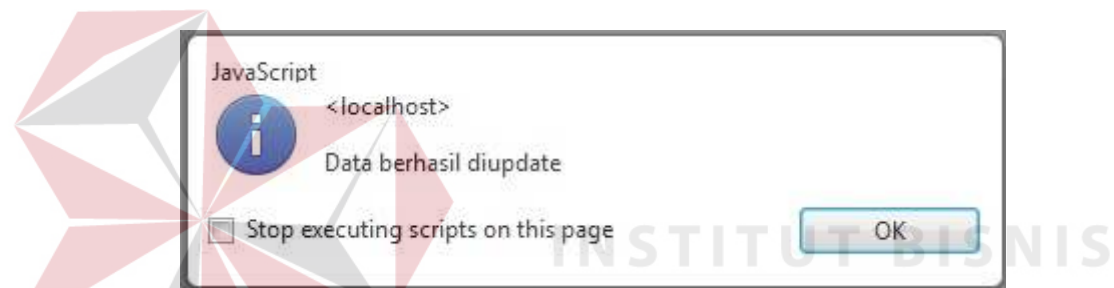 JavaScript
<localhost>
Data berhasil diupdate
Stop executing scripts on this page
OK
INSTITUT BISNIS